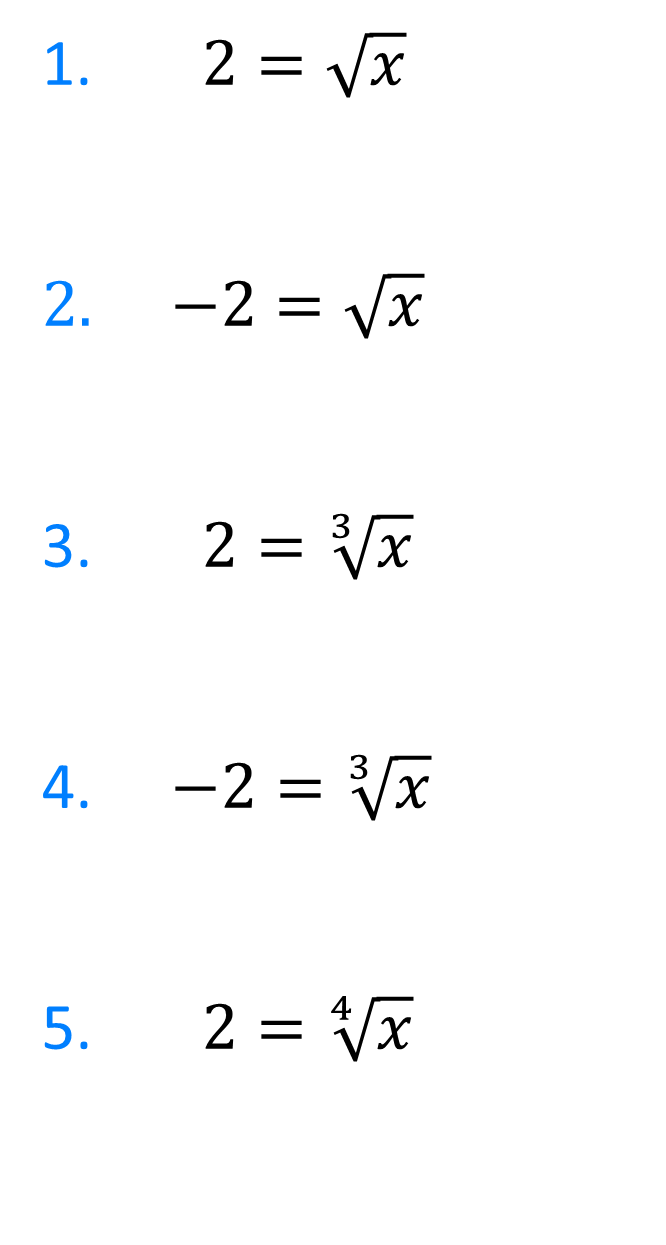 1. 2 = √x
2. −2 = √x
3. 2 = ∛x
4. −2 = ∛x
5. 2 = ∜x